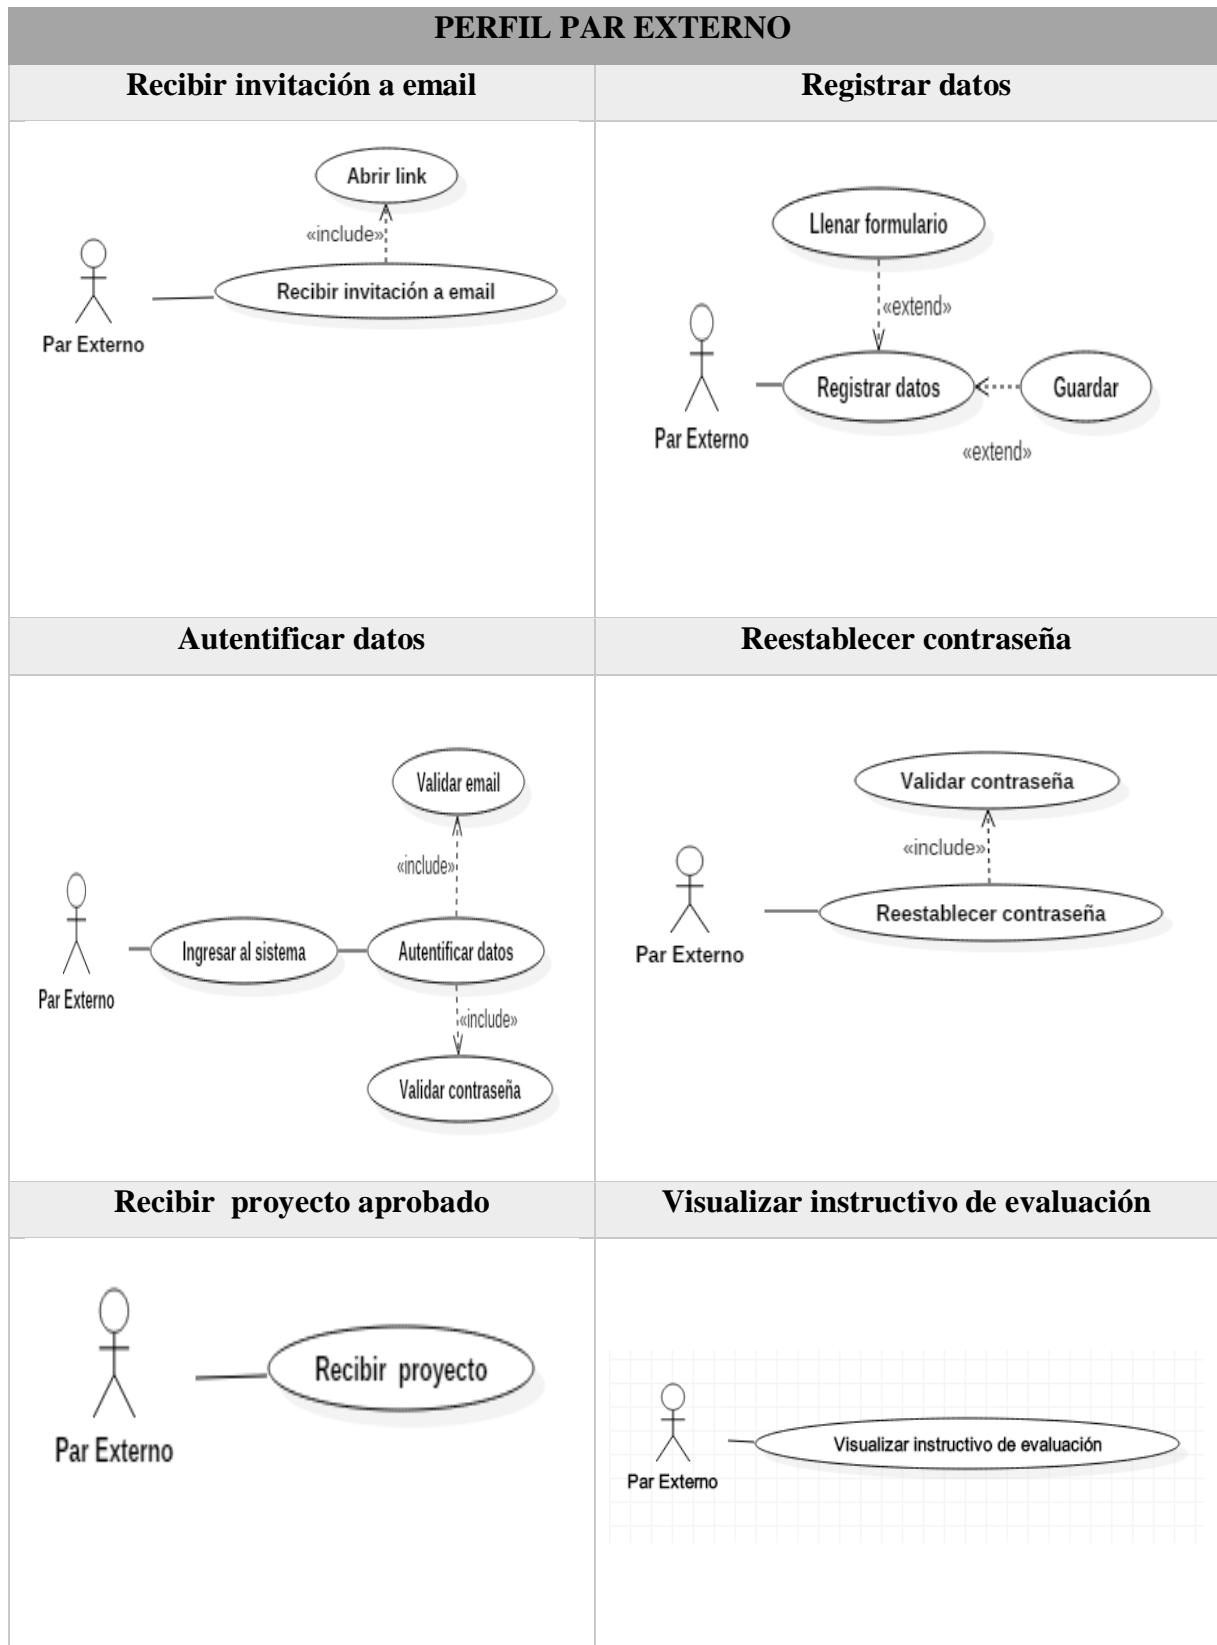 PERFIL PAR EXTERNO
Recibir invitación a email
Registrar datos
Abrir link
«include»
Recibir invitación a email
Par Externo
Llenar formulario
«extend»
Registrar datos
Guardar
Par Externo
«extend»
Autentificar datos
Reestablecer contraseña
Validar email
«include»
Ingresar al sistema
Autentificar datos
Par Externo
«include»
Validar contraseña
Validar contraseña
«include»
Reestablecer contraseña
Par Externo
Recibir proyecto aprobado
Visualizar instructivo de evaluación
Recibir proyecto
Par Externo
Visualizar instructivo de evaluación
Par Externo